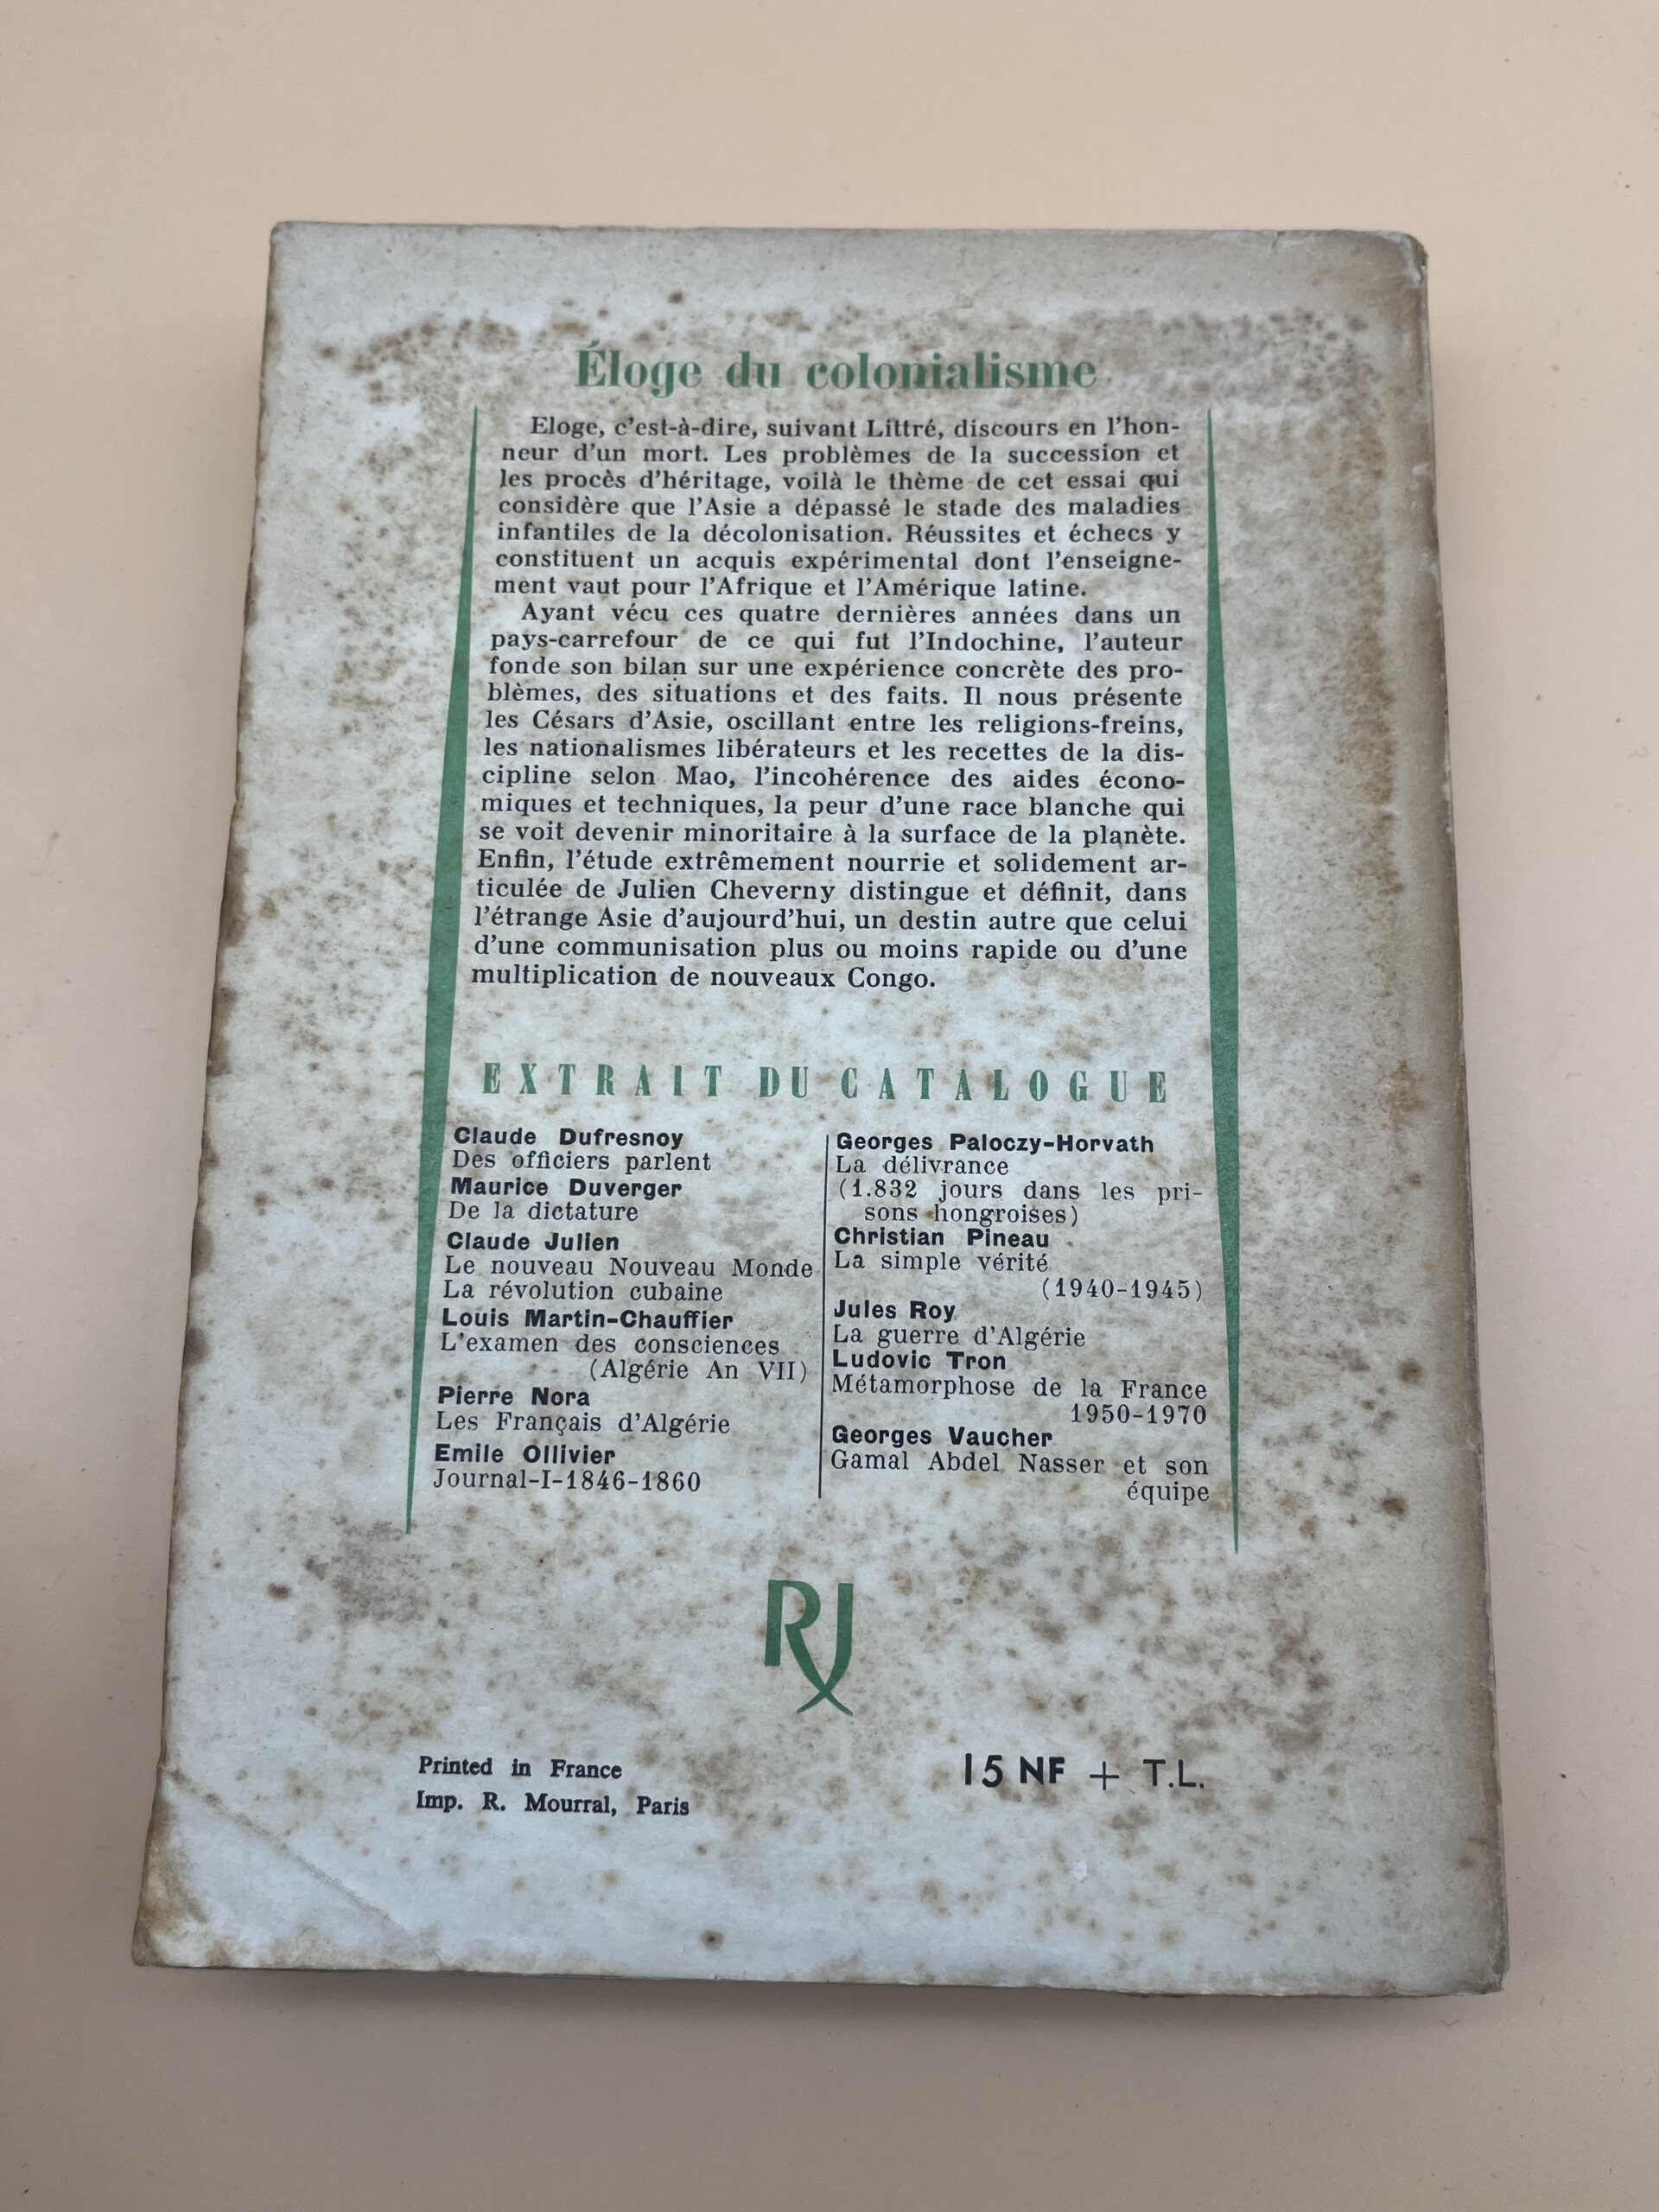 Éloge du colonialisme
Eloge, c'est-à-dire, suivant Littré, discours en l'hon-
neur d'un mort. Les problèmes de la succession et
les procès d'héritage, voilà le thème de cet essai qui
considère que l'Asie a dépassé le stade des maladies
infantiles de la décolonisation. Réussites et échecs y
constituent un acquis expérimental dont l'enseigne-
ment vaut pour l'Afrique et l'Amérique latine.
Ayant vécu ces quatre dernières années dans un
pays-carrefour de ce qui fut l'Indochine, l'auteur
fonde son bilan sur une expérience concrète des pro-
blèmes, des situations et des faits. Il nous présente
les Césars d'Asie, oscillant entre les religions-freins,
les nationalismes libérateurs et les recettes de la dis-
cipline selon Mao, l'incohérence des aides écono-
miques et techniques, la peur d'une race blanche qui
se voit devenir minoritaire à la surface de la planète.
Enfin, l'étude extrêmement nourrie et solidement ar-
ticulée de Julien Cheverny distingue et définit, dans
l'étrange Asie d'aujourd'hui, un destin autre que celui
d'une communisation plus ou moins rapide ou d'une
multiplication de nouveaux Congo.
EXTRAIT DU CATALOGUE
Claude Dufresnoy
Des officiers parlent
Maurice Duverger
De la dictature
Claude Julien
Le nouveau Nouveau Monde
La révolution cubaine
Louis Martin-Chauffier
L'examen des consciences
(Algérie An VII)
Pierre Nora
Les Français d'Algérie
Emile Ollivier
Journal-I-1846-1860
Georges Paloczy-Horvath
La délivrance
(1.832 jours dans les pri-
sons hongroises)
Christian Pineau
La simple vérité
(1940-1945)
Jules Roy
La guerre d'Algérie
Ludovic Tron
Métamorphose de la France
1950-1970
Georges Vaucher
Gamal Abdel Nasser et son
équipe
RJ
Printed in France
Imp. R. Mourral, Paris
15 NF + T.L.